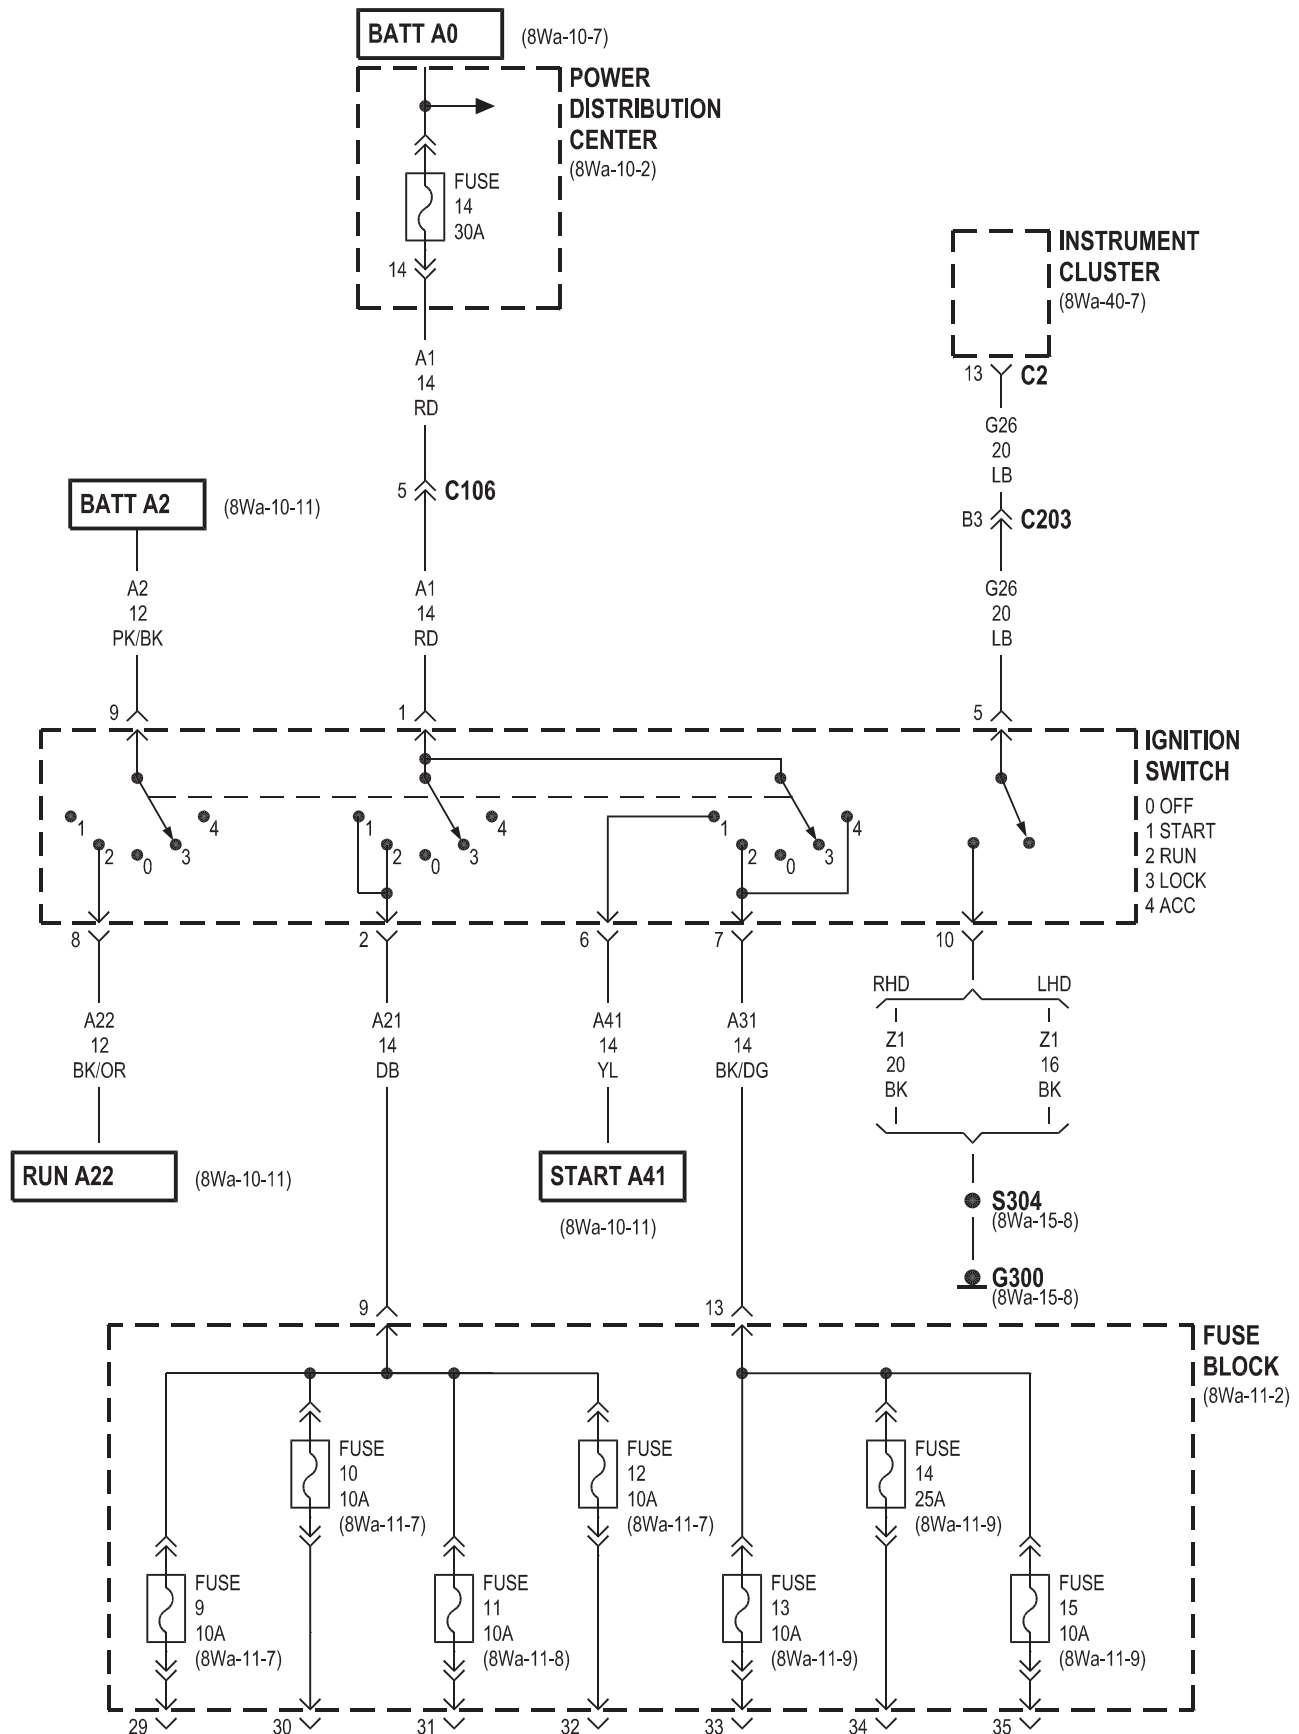 BATT A0
(8Wa-10-7)
POWER
DISTRIBUTION
CENTER
(8Wa-10-2)
FUSE
14
30A
14
INSTRUMENT
CLUSTER
(8Wa-40-7)
A1
14
RD
13
C2
G26
20
LB
BATT A2
(8Wa-10-11)
5
C106
B3
C203
A2
12
PK/BK
A1
14
RD
G26
20
LB
9
1
5
IGNITION
SWITCH
0 OFF
1 START
2 RUN
3 LOCK
4 ACC
1
2
0
3
4
1
2
0
3
4
1
2
0
3
4
8
2
6
7
10
RHD
LHD
A22
12
BK/OR
A21
14
DB
A41
14
YL
A31
14
BK/DG
Z1
20
BK
Z1
16
BK
RUN A22
(8Wa-10-11)
START A41
(8Wa-10-11)
S304
(8Wa-15-8)
G300
(8Wa-15-8)
9
13
FUSE
BLOCK
(8Wa-11-2)
FUSE
10
10A
(8Wa-11-7)
FUSE
12
10A
(8Wa-11-7)
FUSE
14
25A
(8Wa-11-9)
FUSE
9
10A
(8Wa-11-7)
FUSE
11
10A
(8Wa-11-8)
FUSE
13
10A
(8Wa-11-9)
FUSE
15
10A
(8Wa-11-9)
29
30
31
32
33
34
35